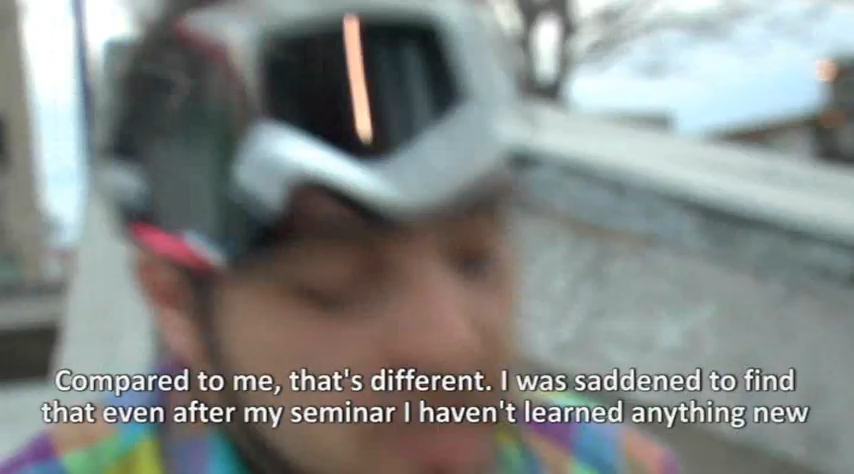 Compared to me, that's different. I was saddened to find
that even after my seminar I haven't learned anything new